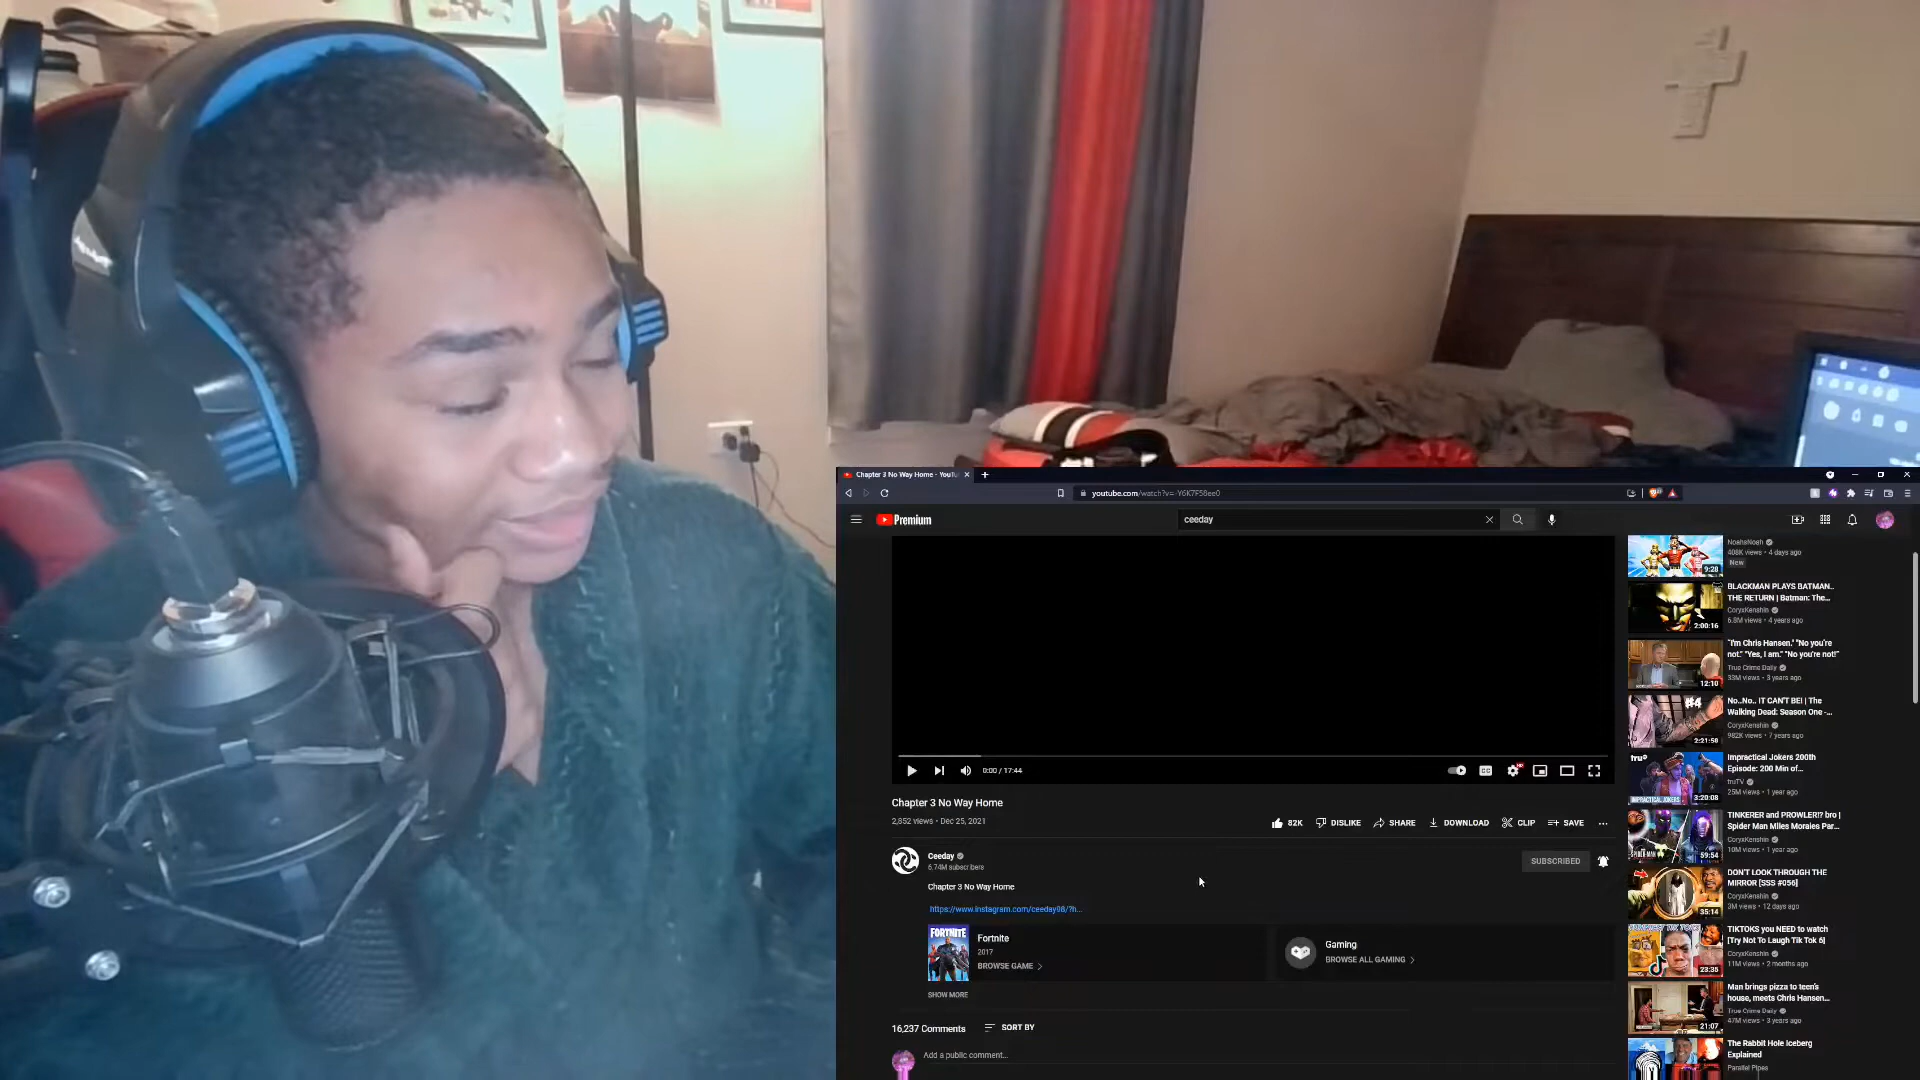 Chapter 3 No Way Home - YouTu
youtube.com/watch?v=-Y6K7F58ee0
Premium
ceeday
0:00 / 17:44
Chapter 3 No Way Home
2,852 views • Dec 25, 2021
82K
DISLIKE
SHARE
DOWNLOAD
CLIP
SAVE
Ceeday
6.74M subscribers
SUBSCRIBED
Chapter 3 No Way Home
https://www.instagram.com/ceeday98/?h...
FORTNITE
Fortnite
2017
BROWSE GAME
Gaming
BROWSE ALL GAMING
SHOW MORE
16,237 Comments
SORT BY
Add a public comment...
9:28
NoahsNoah
408K views • 4 days ago
New
2:00:16
BLACKMAN PLAYS BATMAN..
THE RETURN | Batman: The...
CoryxKenshin
6.8M views • 4 years ago
12:10
"I'm Chris Hansen." "No you're
not." "Yes, I am." "No you're not!"
True Crime Daily
33M views • 3 years ago
#4
2:21:50
No..No.. IT CAN'T BE! | The
Walking Dead: Season One -...
CoryxKenshin
982K views • 7 years ago
tru
IMPRACTICAL JOKERS
3:20:08
Impractical Jokers 200th
Episode: 200 Min of...
truTV
25M views • 1 year ago
59:54
TINKERER and PROWLER!? bro |
Spider Man Miles Morales Par...
CoryxKenshin
10M views • 1 year ago
35:14
DON'T LOOK THROUGH THE
MIRROR [SSS #056]
CoryxKenshin
3M views • 12 days ago
23:35
TIKTOKS you NEED to watch
[Try Not To Laugh Tik Tok 6]
CoryxKenshin
11M views • 2 months ago
21:07
Man brings pizza to teen's
house, meets Chris Hansen...
True Crime Daily
47M views • 3 years ago
The Rabbit Hole Iceberg
Explained
Parallel Pipes